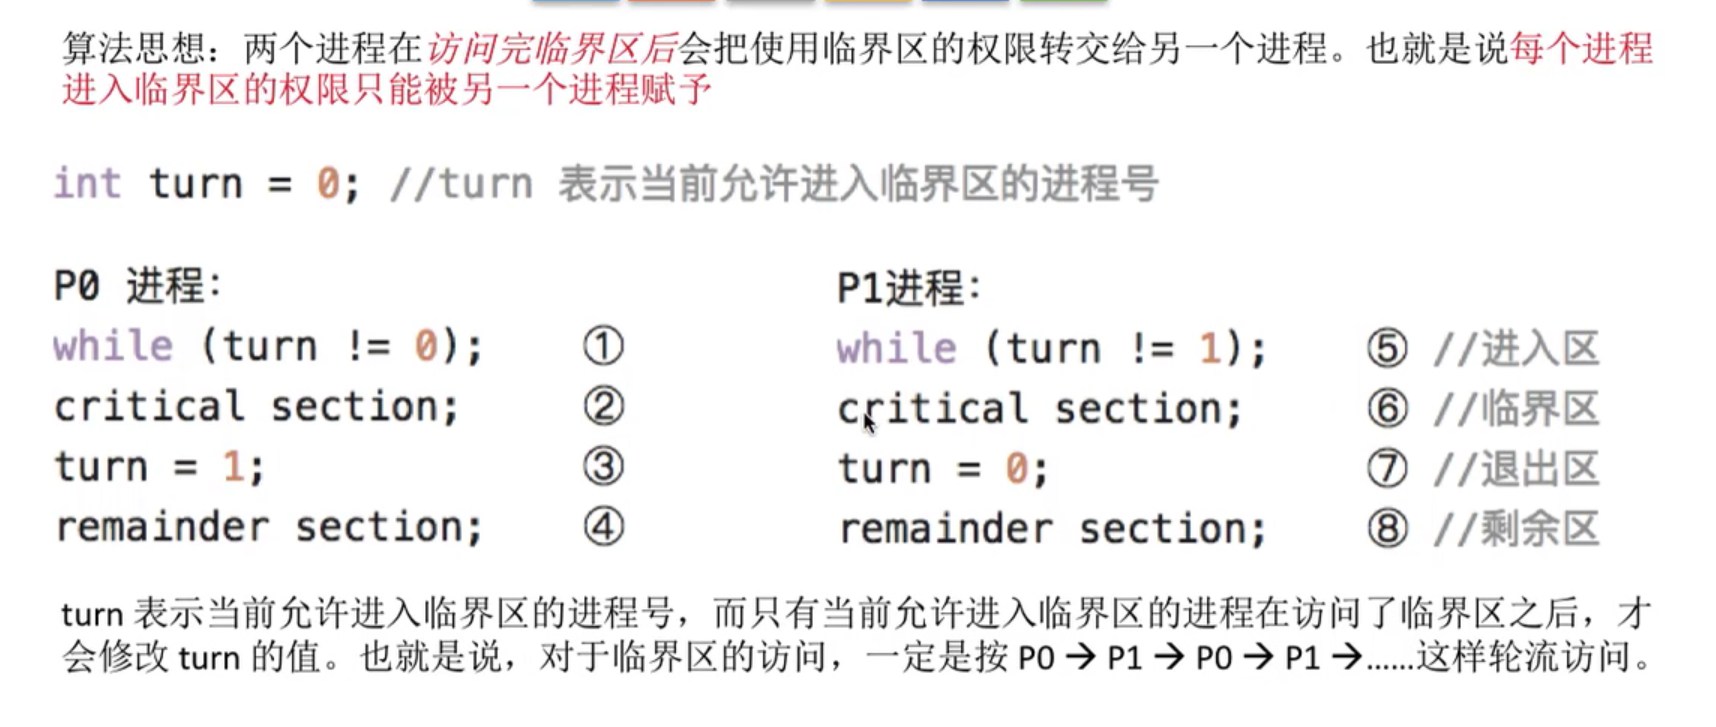 算法思想：两个进程在访问完临界区后会把使用临界区的权限转交给另一个进程。也就是说每个进程
进入临界区的权限只能被另一个进程赋予
int turn = 0; //turn 表示当前允许进入临界区的进程号
P0 进程:
while (turn != 0); ①
critical section; ②
turn = 1; ③
remainder section; ④
P1进程:
while (turn != 1); ⑤ //进入区
critical section; ⑥ //临界区
turn = 0; ⑦ //退出区
remainder section; ⑧ //剩余区
turn 表示当前允许进入临界区的进程号，而只有当前允许进入临界区的进程在访问了临界区之后，才
会修改 turn 的值。也就是说，对于临界区的访问，一定是按 P0 → P1 → P0 → P1 →……这样轮流访问。